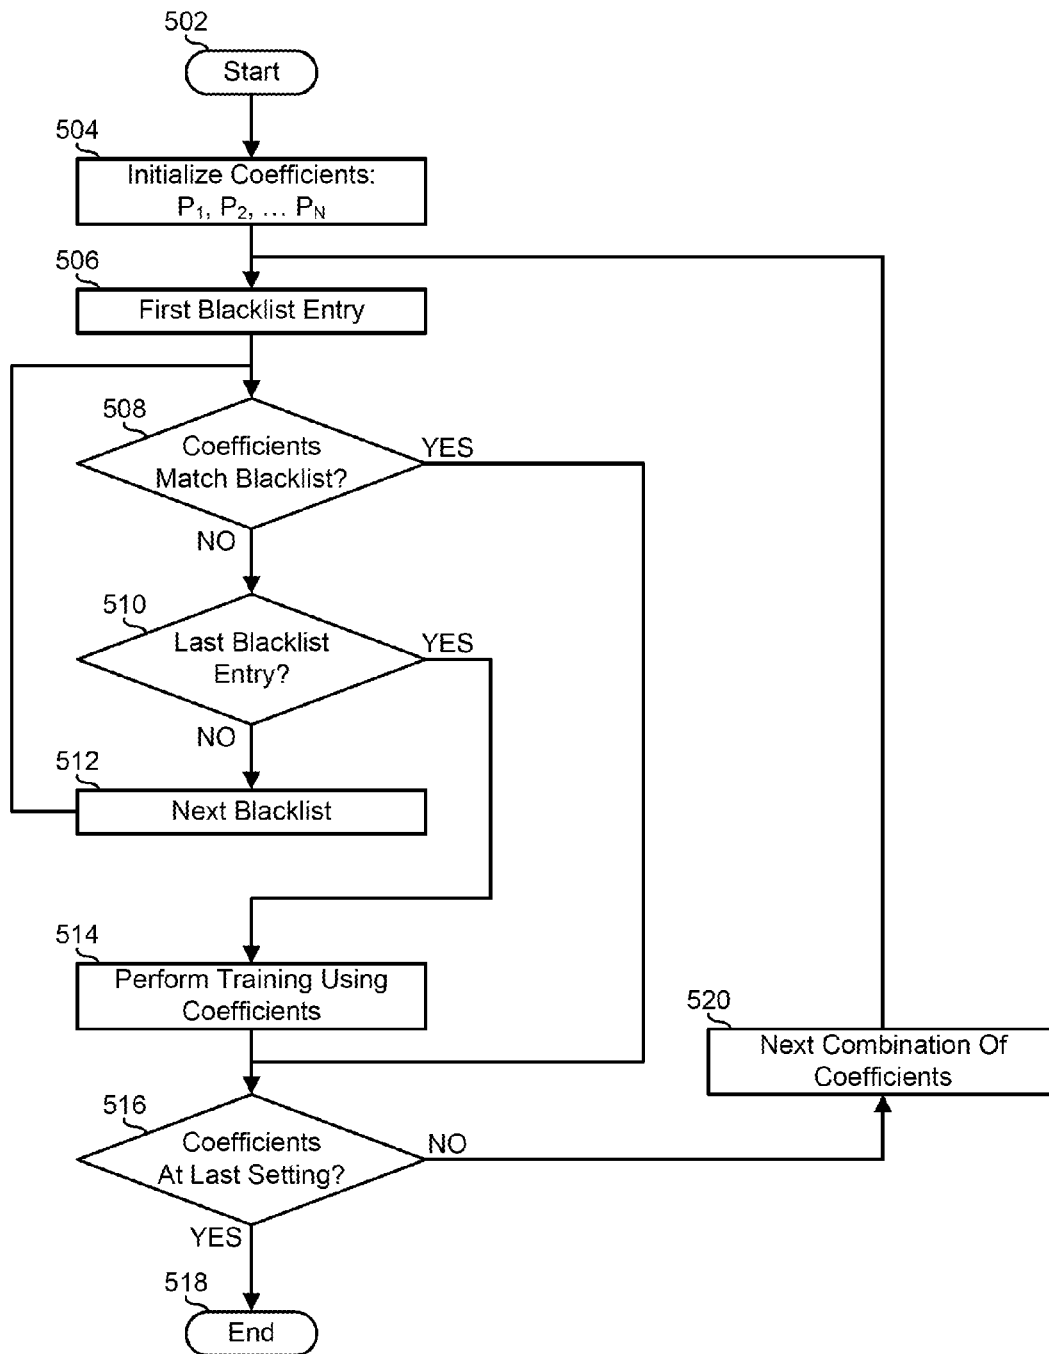 502
Start
504
Initialize Coefficients:
P₁, P₂, … P_N
506
First Blacklist Entry
508
Coefficients
Match Blacklist?
YES
NO
510
Last Blacklist
Entry?
YES
NO
512
Next Blacklist
514
Perform Training Using
Coefficients
520
Next Combination Of
Coefficients
516
Coefficients
At Last Setting?
NO
YES
518
End